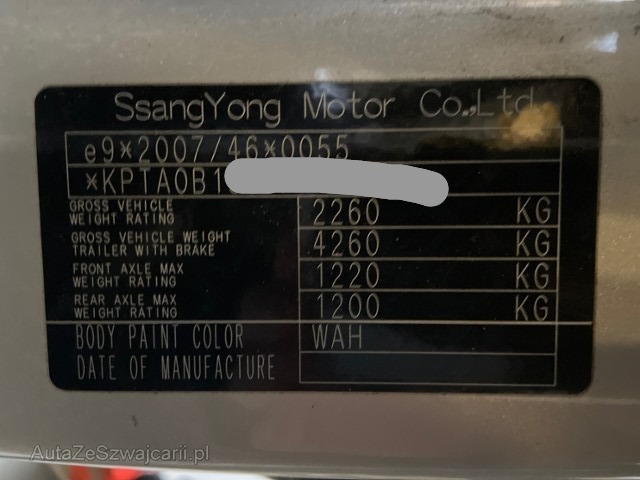 SsangYong Motor Co.,Ltd
e9*2007/46*0055
*KPTA0B1
GROSS VEHICLE WEIGHT RATING 2260 KG
GROSS VEHICLE WEIGHT TRAILER WITH BRAKE 4260 KG
FRONT AXLE MAX WEIGHT RATING 1220 KG
REAR AXLE MAX WEIGHT RATING 1200 KG
BODY PAINT COLOR WAH
DATE OF MANUFACTURE
AutaZeSzwajcarii.pl